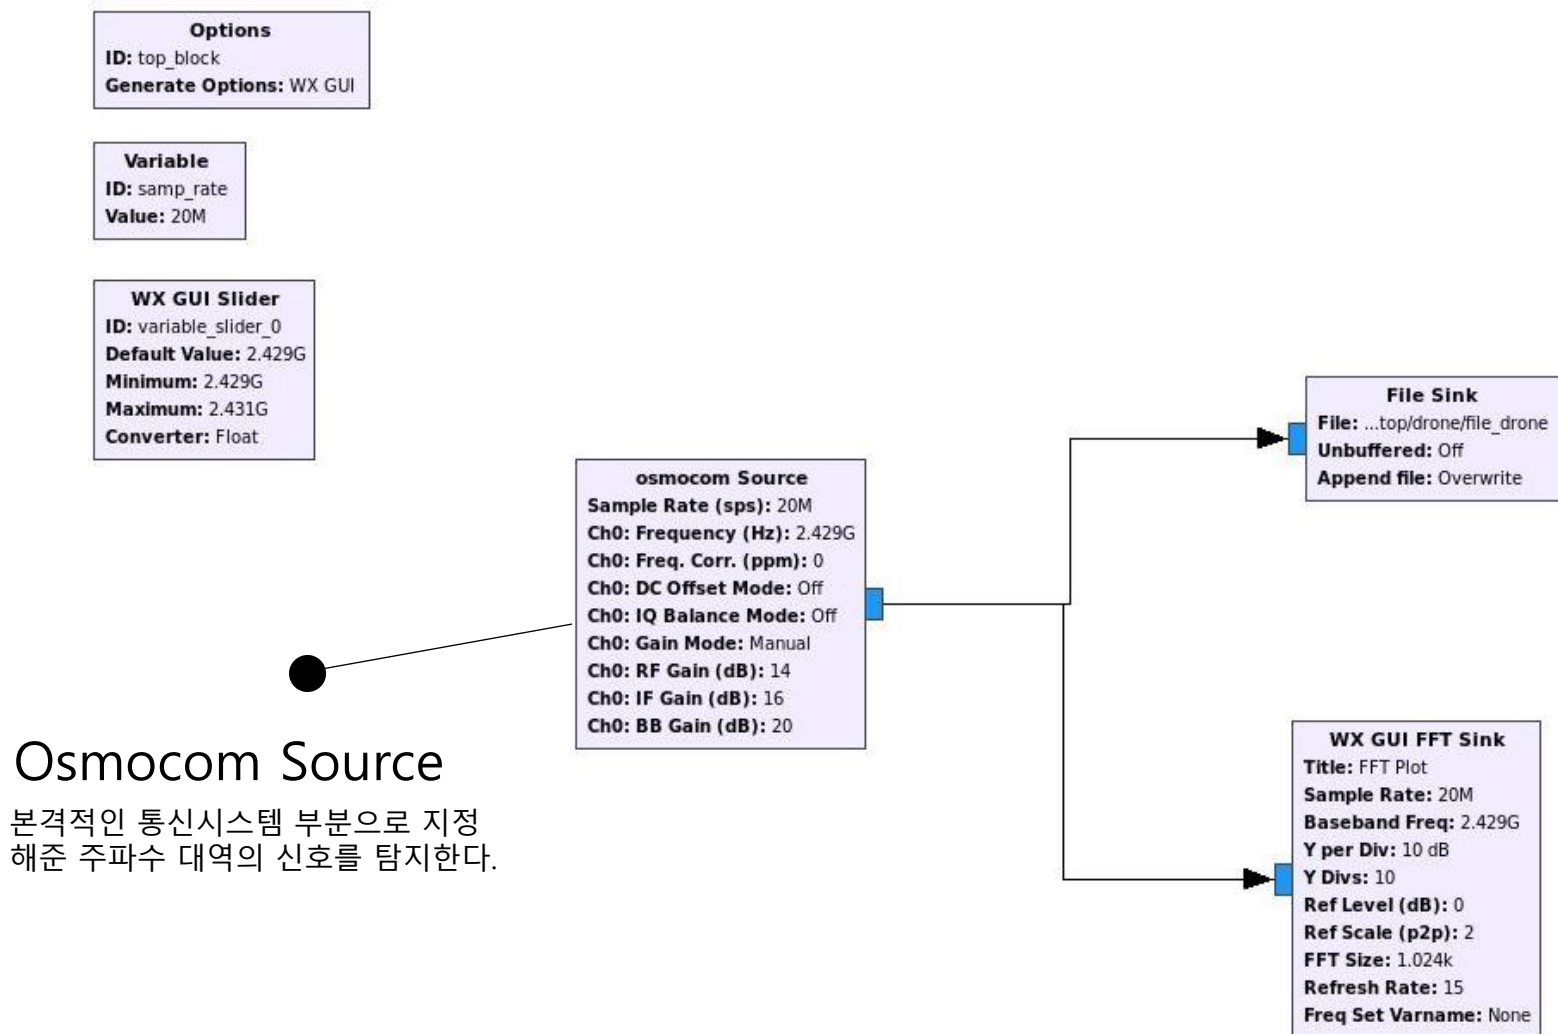 Options
ID: top_block
Generate Options: WX GUI
Variable
ID: samp_rate
Value: 20M
WX GUI Slider
ID: variable_slider_0
Default Value: 2.429G
Minimum: 2.429G
Maximum: 2.431G
Converter: Float
osmocom Source
Sample Rate (sps): 20M
Ch0: Frequency (Hz): 2.429G
Ch0: Freq. Corr. (ppm): 0
Ch0: DC Offset Mode: Off
Ch0: IQ Balance Mode: Off
Ch0: Gain Mode: Manual
Ch0: RF Gain (dB): 14
Ch0: IF Gain (dB): 16
Ch0: BB Gain (dB): 20
File Sink
File: ...top/drone/file_drone
Unbuffered: Off
Append file: Overwrite
Osmocom Source
본격적인 통신시스템 부분으로 지정
해준 주파수 대역의 신호를 탐지한다.
WX GUI FFT Sink
Title: FFT Plot
Sample Rate: 20M
Baseband Freq: 2.429G
Y per Div: 10 dB
Y Divs: 10
Ref Level (dB): 0
Ref Scale (p2p): 2
FFT Size: 1.024k
Refresh Rate: 15
Freq Set Varname: None